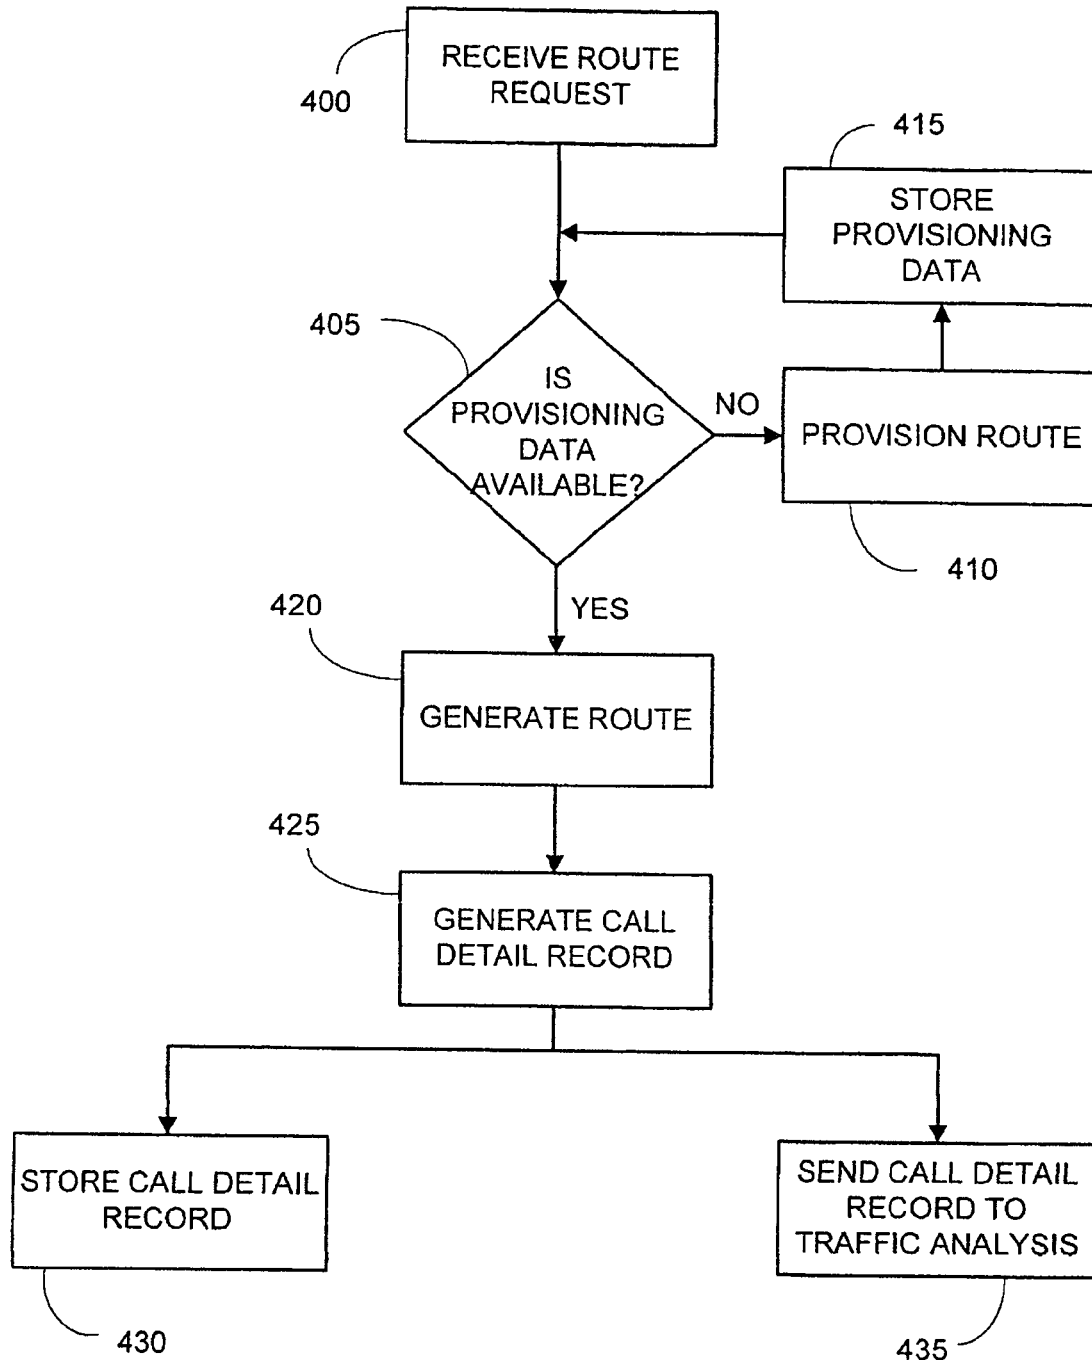 RECEIVE ROUTE
REQUEST
400
415
STORE
PROVISIONING
DATA
405
IS
PROVISIONING
DATA
AVAILABLE?
NO
PROVISION ROUTE
410
YES
420
GENERATE ROUTE
425
GENERATE CALL
DETAIL RECORD
STORE CALL DETAIL
RECORD
430
SEND CALL DETAIL
RECORD TO
TRAFFIC ANALYSIS
435